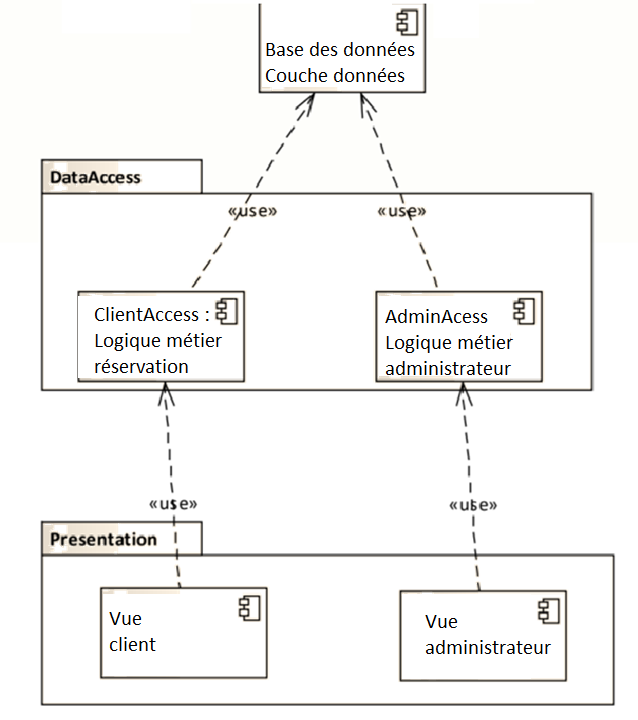 Base des données
Couche données
DataAccess
«use»
«use»
ClientAccess :
Logique métier
réservation
AdminAcess
Logique métier
administrateur
«use»
«use»
Presentation
Vue
client
Vue
administrateur